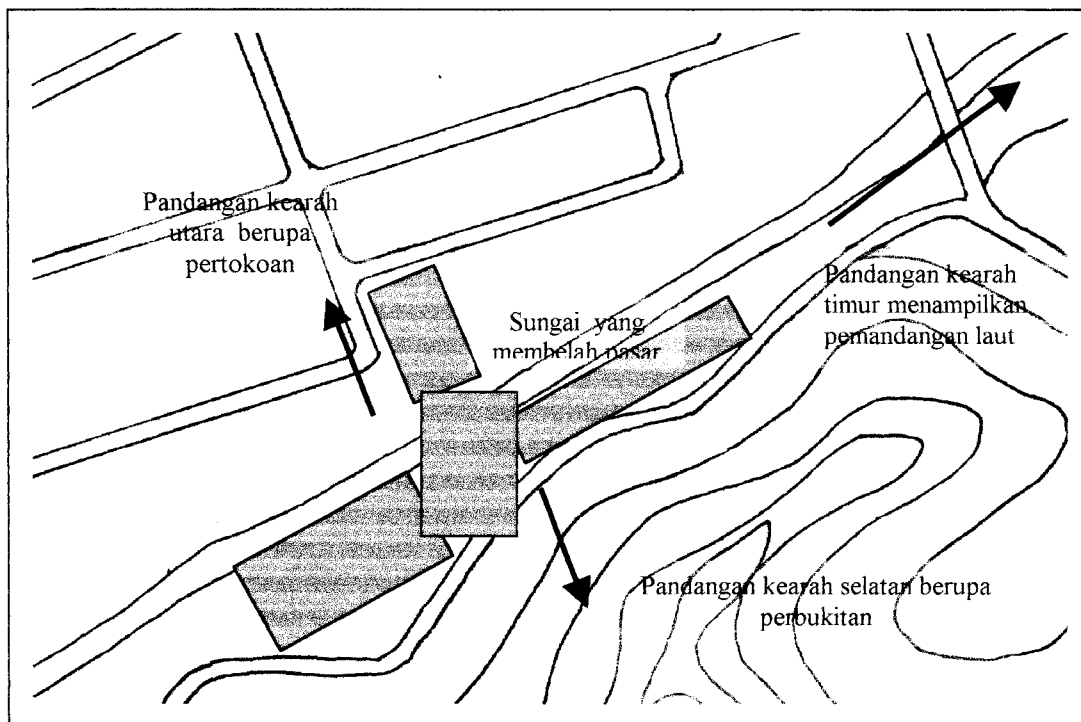 Pandangan kearah
utara berupa
pertokoan
Sungai yang
membelah pasar
Pandangan kearah
timur menampilkan
pemandangan laut
Pandangan kearah selatan berupa
perbukitan